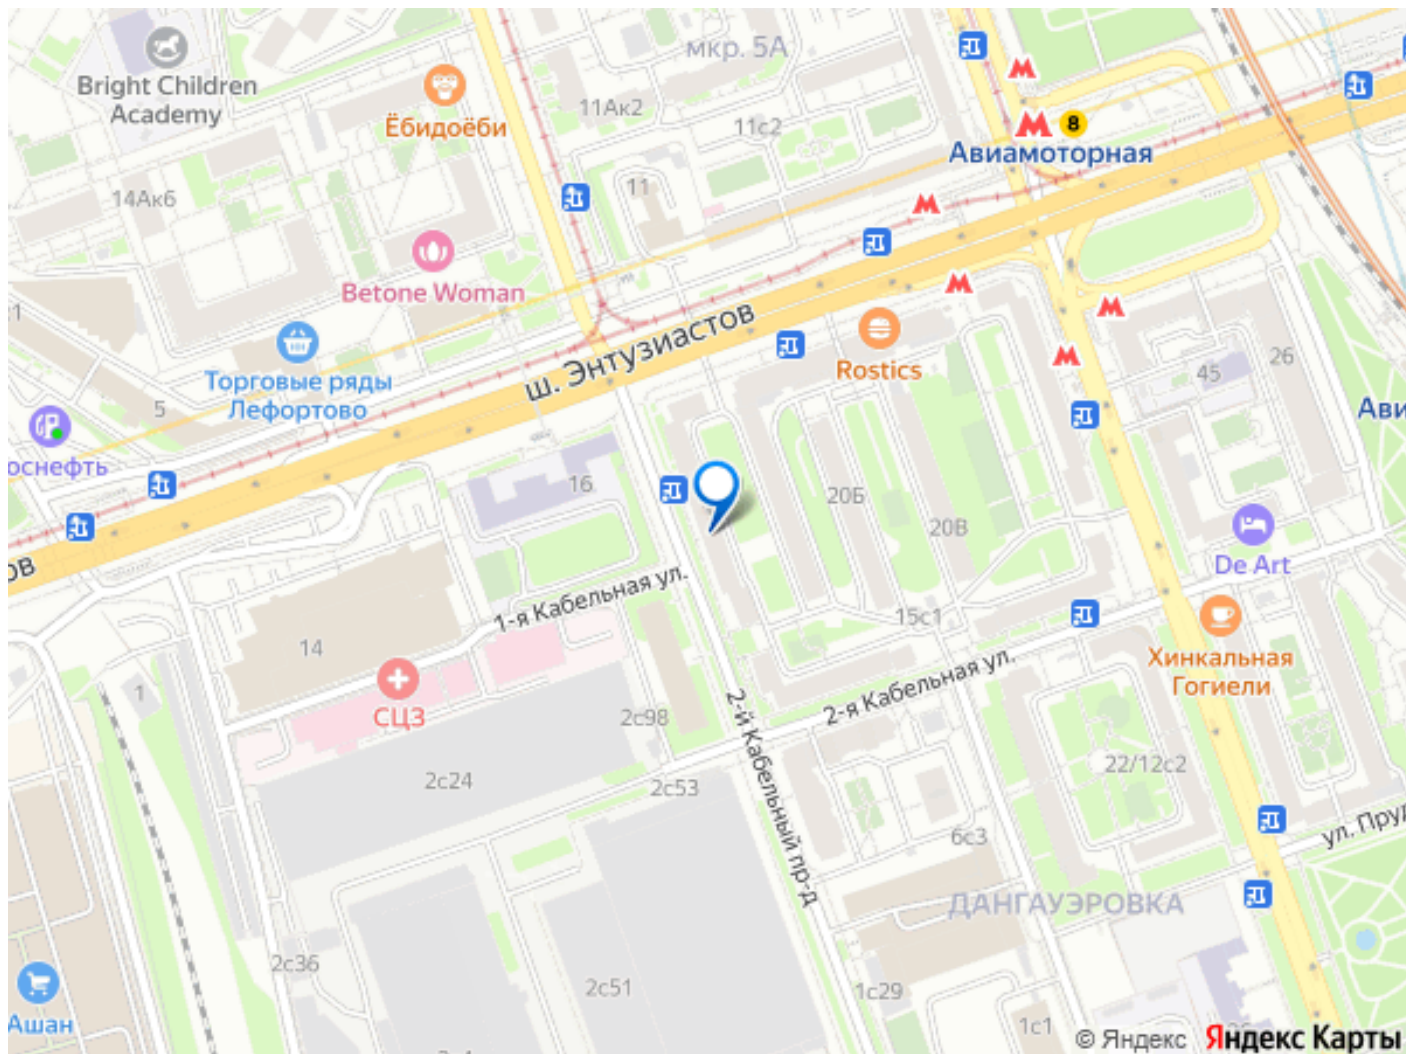 мкр. 5А
Bright Children
Academy
Ёбидоёби
11Ак2
11с2
8
Авиамоторная
14Ак6
11
Betone Woman
ш. Энтузиастов
Rostics
Торговые ряды
Лефортово
5
45
26
Ави
оснефть
16
20Б
20В
De Art
ов
1-я Кабельная ул.
15с1
14
1
СЦЗ
2с98
2-я Кабельная ул.
Хинкальная
Гогиели
2-й Кабельный пр-д
2с24
2с53
22/12с2
6с3
ул. Пруд
ДАНГАУЭРОВКА
2с36
2с51
1с29
Ашан
1с1
© Яндекс Яндекс Карты